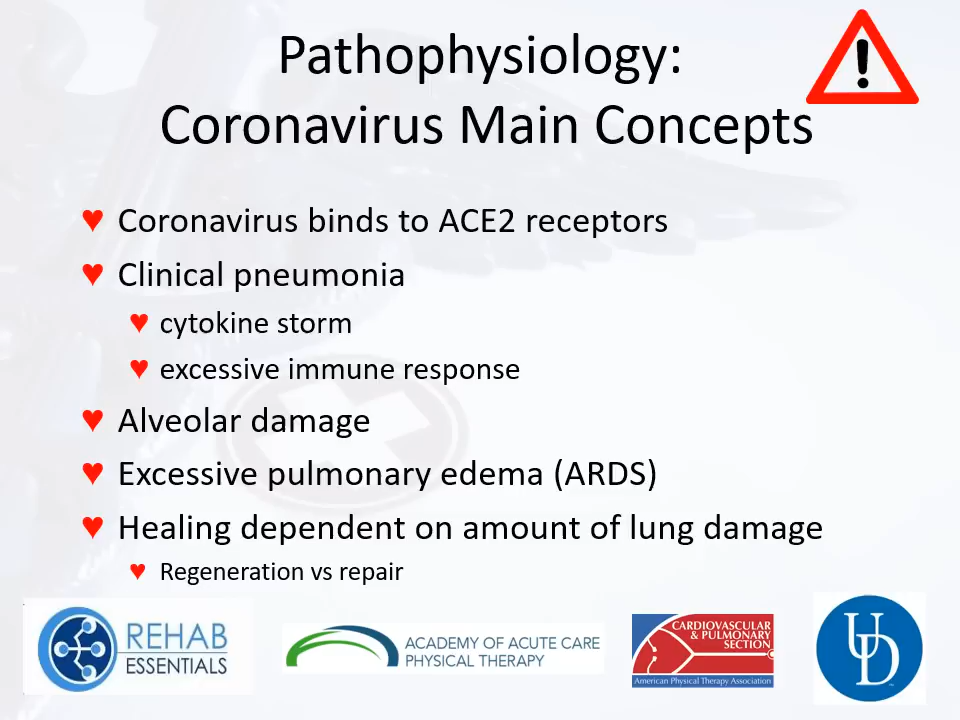 Pathophysiology:
Coronavirus Main Concepts
Coronavirus binds to ACE2 receptors
Clinical pneumonia
cytokine storm
excessive immune response
Alveolar damage
Excessive pulmonary edema (ARDS)
Healing dependent on amount of lung damage
Regeneration vs repair
REHAB
ESSENTIALS
ACADEMY OF ACUTE CARE
PHYSICAL THERAPY
CARDIOVASCULAR
& PULMONARY
SECTION
American Physical Therapy Association
UD